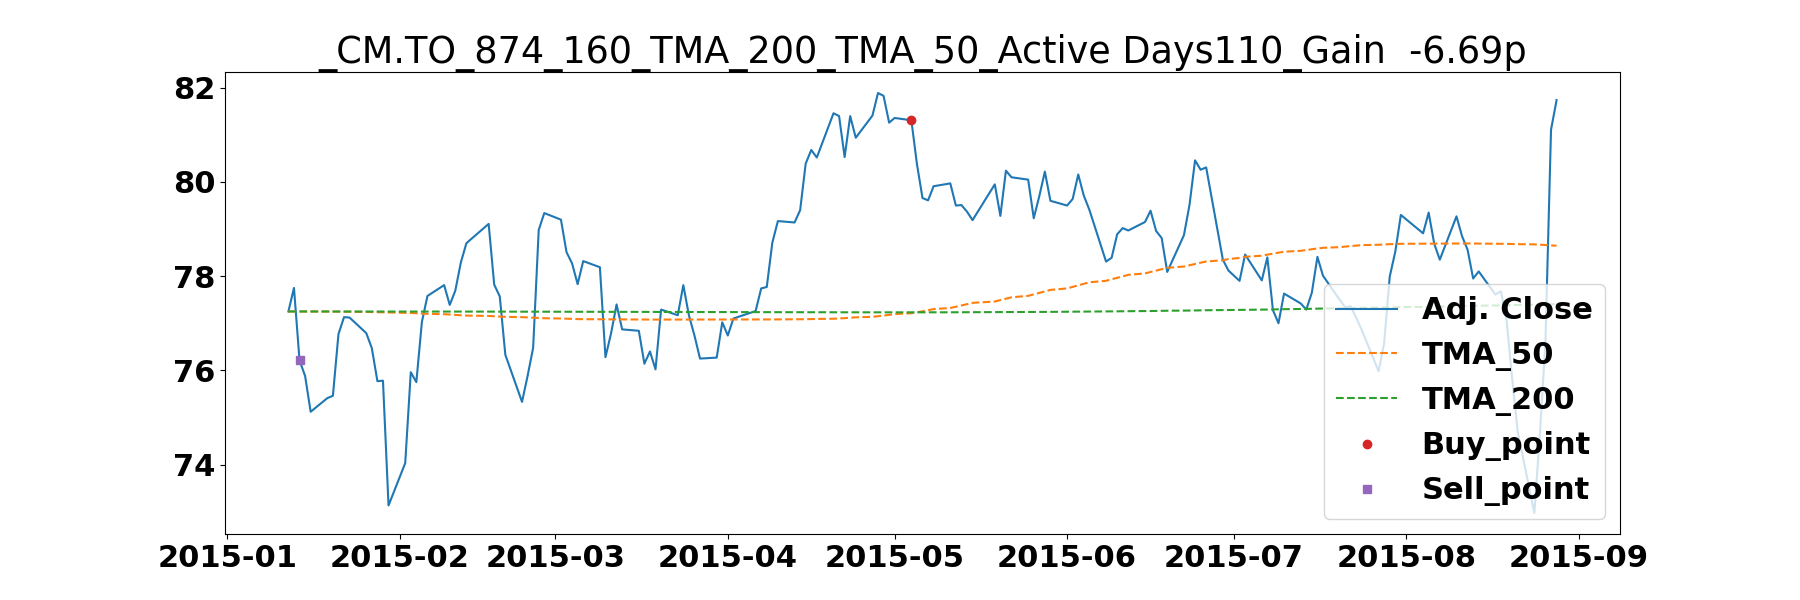 _CM.TO_874_160_TMA_200_TMA_50_Active Days110_Gain  -6.69p
82
80
78
76
74
Adj. Close
TMA_50
TMA_200
Buy_point
Sell_point
2015-01 2015-02 2015-03 2015-04 2015-05 2015-06 2015-07 2015-08 2015-09